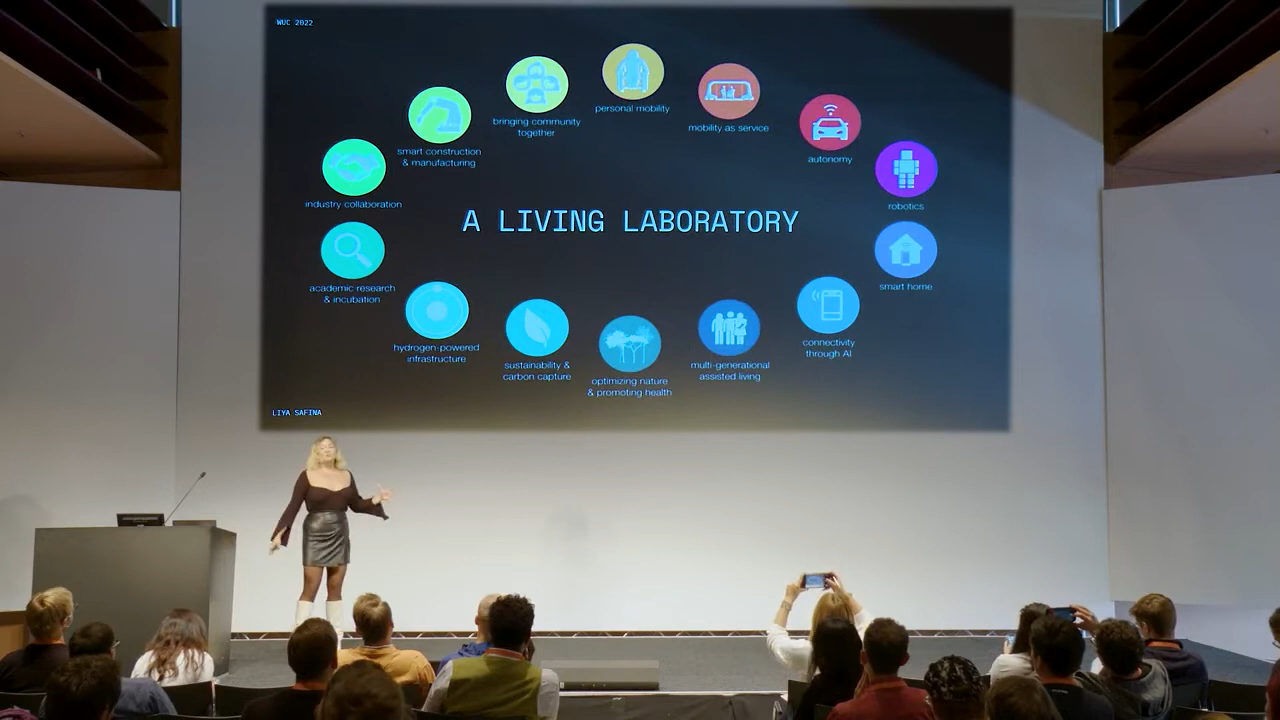 WUC 2022
personal mobility
bringing community
together
mobility as service
smart construction
& manufacturing
autonomy
industry collaboration
robotics
A LIVING LABORATORY
academic research
& incubation
smart home
hydrogen-powered
infrastructure
connectivity
through AI
sustainability &
carbon capture
multi-generational
assisted living
optimizing nature
& promoting health
LIYA SAFINA